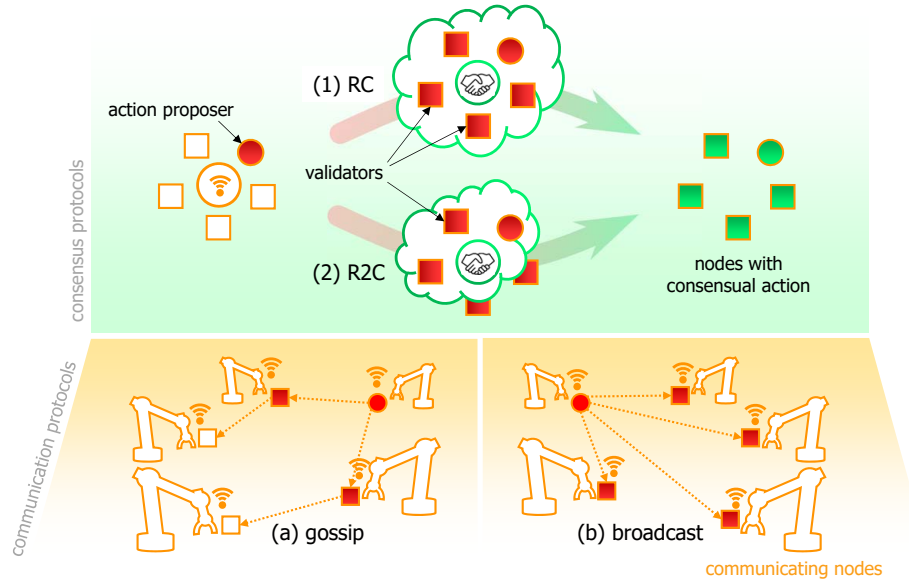 (1) RC
action proposer
validators
(2) R2C
nodes with
consensual action
consensus protocols
communication protocols
(a) gossip
(b) broadcast
communicating nodes